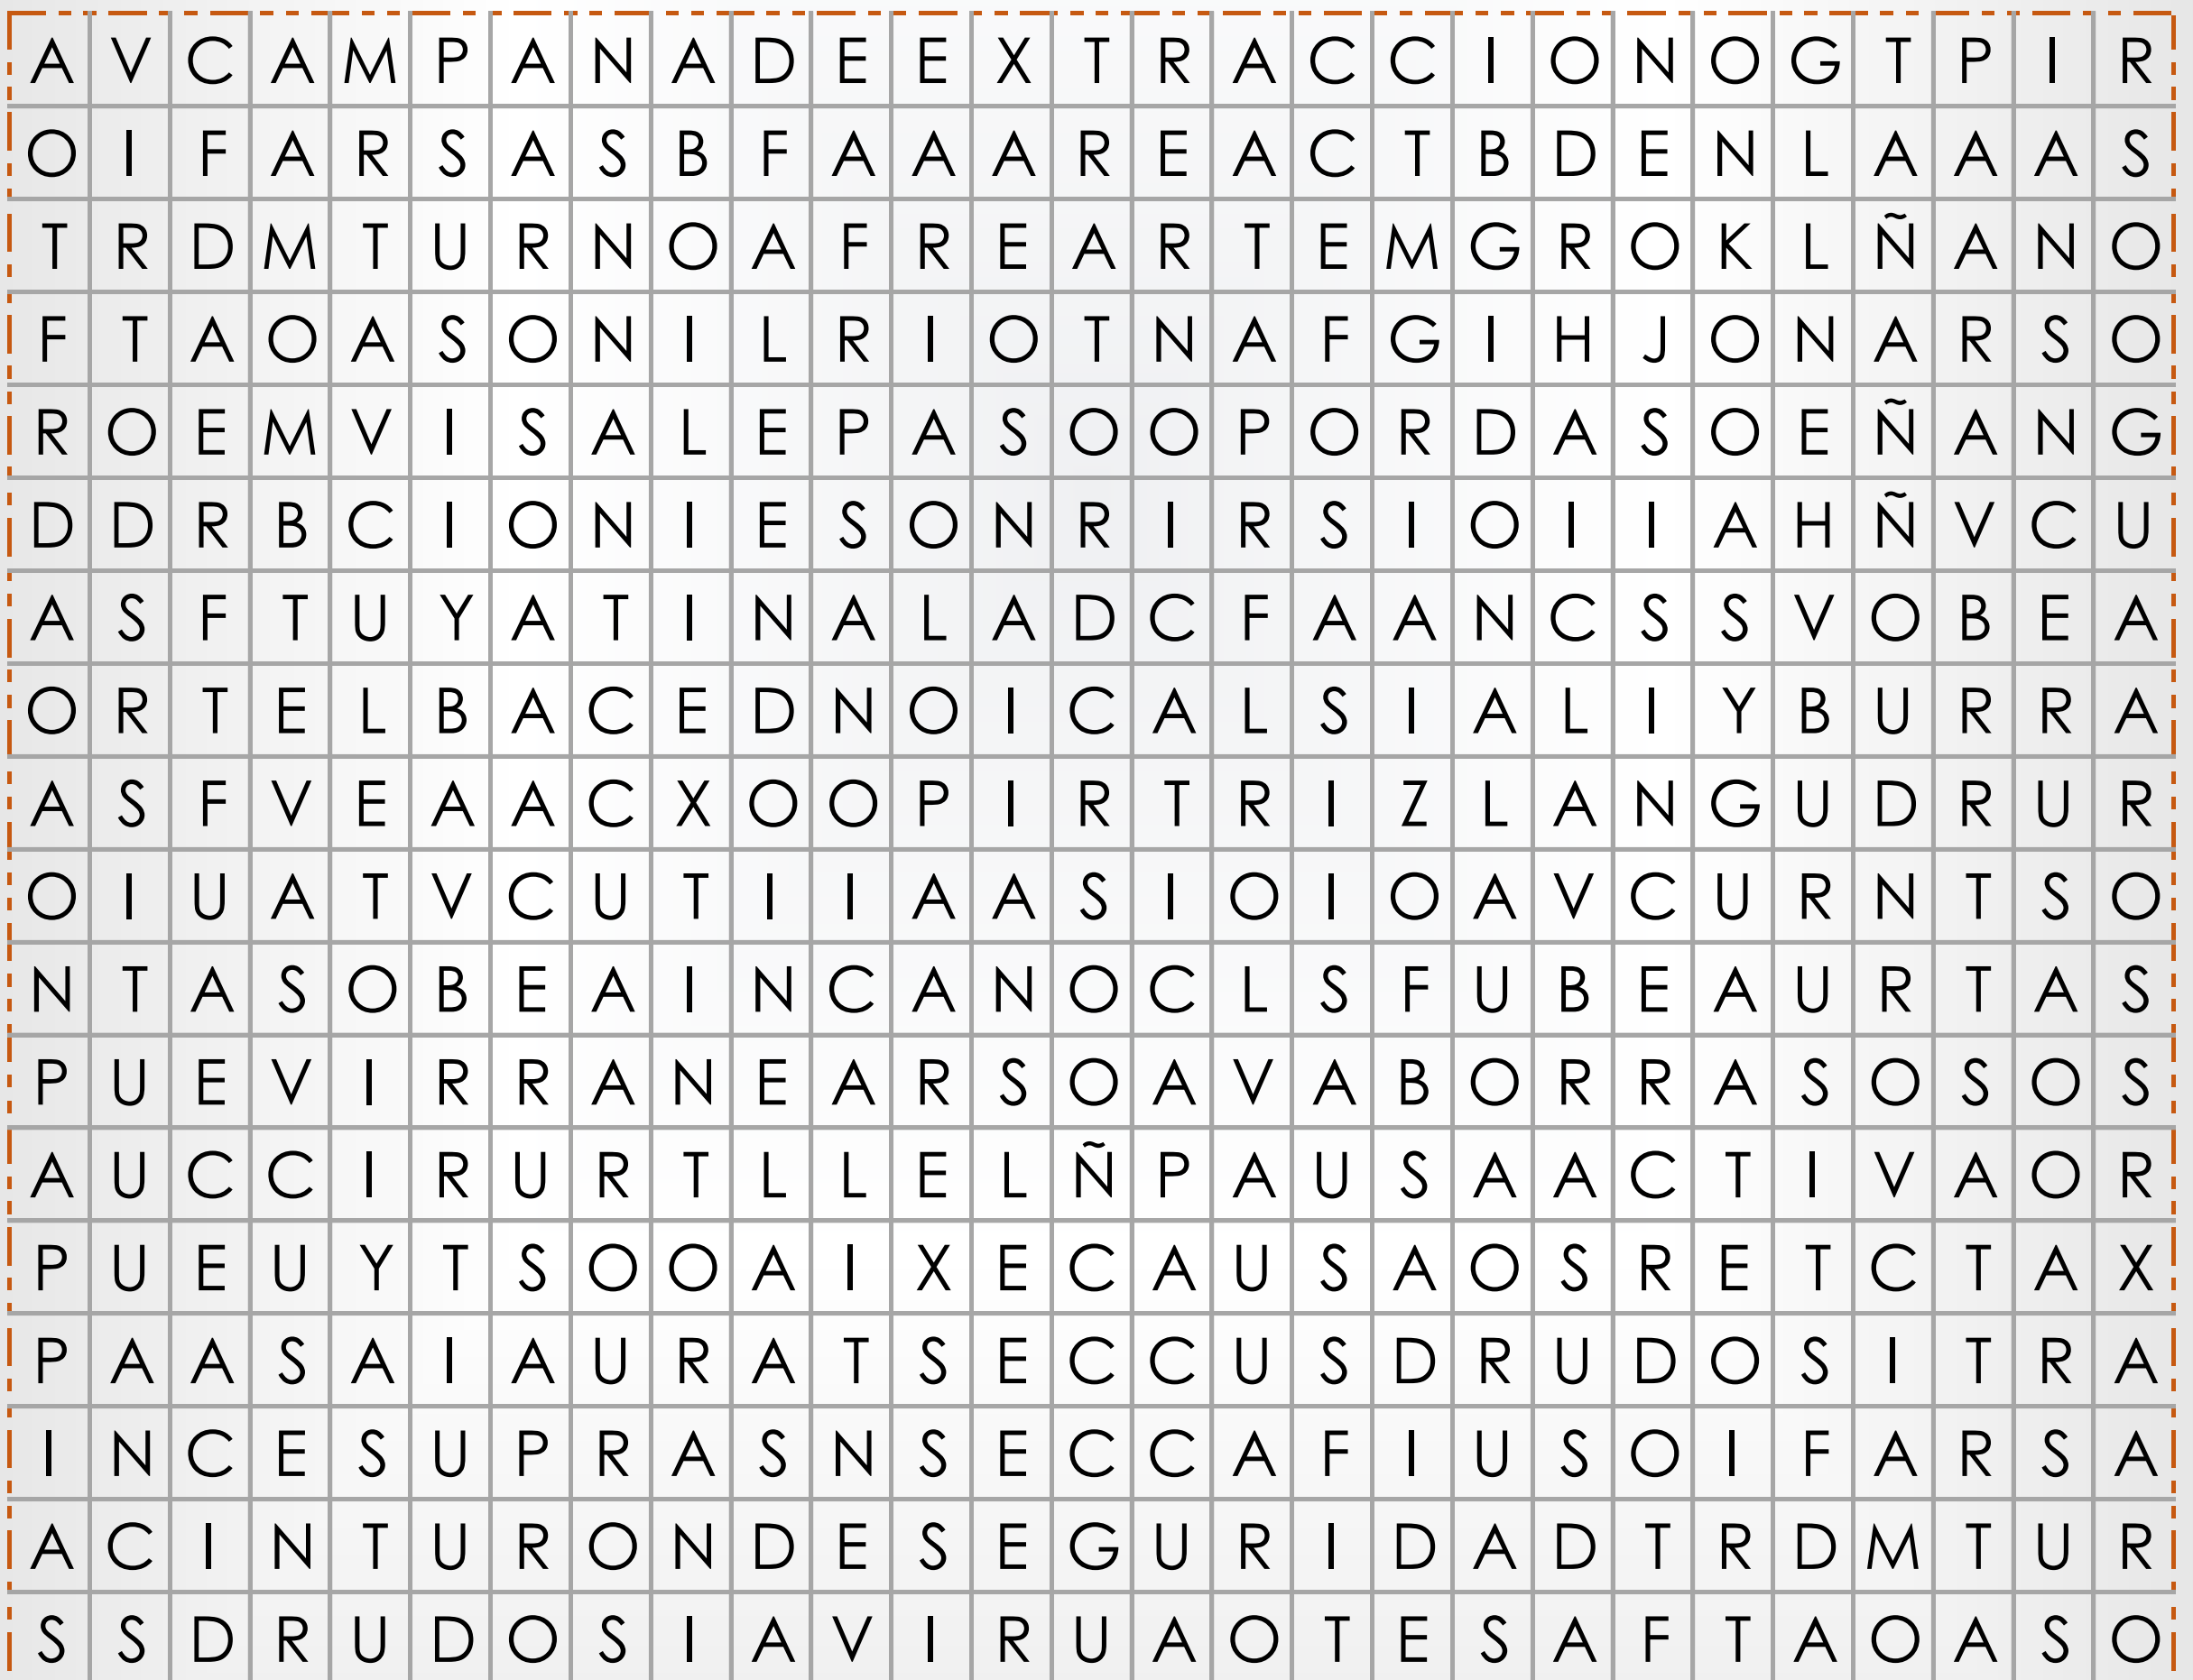 A V C A M P A N A D E E X T R A C C I O N O G T P I R
O I F A R S A S B F A A A R E A C T B D E N L A A A S
T R D M T U R N O A F R E A R T E M G R O K L Ñ A N O
F T A O A S O N I L R I O T N A F G I H J O N A R S O
R O E M V I S A L E P A S O O P O R D A S O E Ñ A N G
D D R B C I O N I E S O N R I R S I O I I A H Ñ V C U
A S F T U Y A T I N A L A D C F A A N C S S V O B E A
O R T E L B A C E D N O I C A L S I A L I Y B U R R A
A S F V E A A C X O O P I R T R I Z L A N G U D R U R
O I U A T V C U T I I A A S I O I O A V C U R N T S O
N T A S O B E A I N C A N O C L S F U B E A U R T A S
P U E V I R R A N E A R S O A V A B O R R A S O S O S
A U C C I R U R T L L E L Ñ P A U S A A C T I V A O R
P U E U Y T S O O A I X E C A U S A O S R E T C T A X
P A A S A I A U R A T S E C C U S D R U D O S I T R A
I N C E S U P R A S N S E C C A F I U S O I F A R S A
A C I N T U R O N D E S E G U R I D A D T R D M T U R
S S D R U D O S I A V I R U A O T E S A F T A O A S O